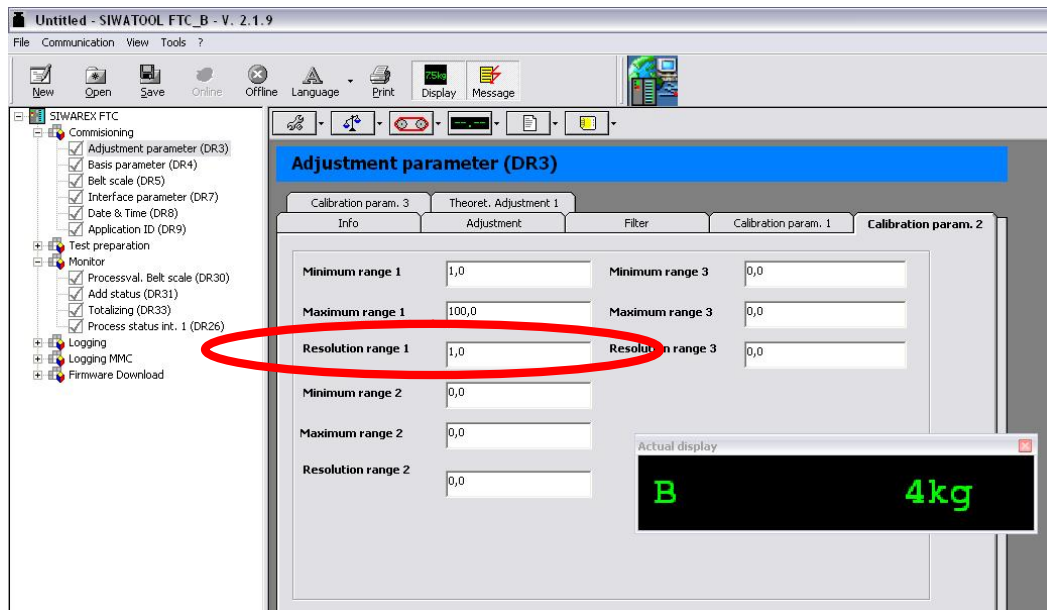 Untitled - SIWATOOL FTC_B - V. 2.1.9
File Communication View Tools ?
New Open Save Online Offline Language Print 75kg Display Message
SIWAREX FTC
Commisioning
Adjustment parameter (DR3)
Basis parameter (DR4)
Belt scale (DR5)
Interface parameter (DR7)
Date & Time (DR8)
Application ID (DR9)
Test preparation
Monitor
Processval. Belt scale (DR30)
Add status (DR31)
Totalizing (DR33)
Process status int. 1 (DR26)
Logging
Logging MMC
Firmware Download
Adjustment parameter (DR3)
Calibration param. 3 Theoret. Adjustment 1
Info Adjustment Filter Calibration param. 1 Calibration param. 2
Minimum range 1 1,0 Minimum range 3 0,0
Maximum range 1 100,0 Maximum range 3 0,0
Resolution range 1 1,0 Resolution range 3 0,0
Minimum range 2 0,0
Maximum range 2 0,0
Resolution range 2 0,0
Actual display
B 4kg